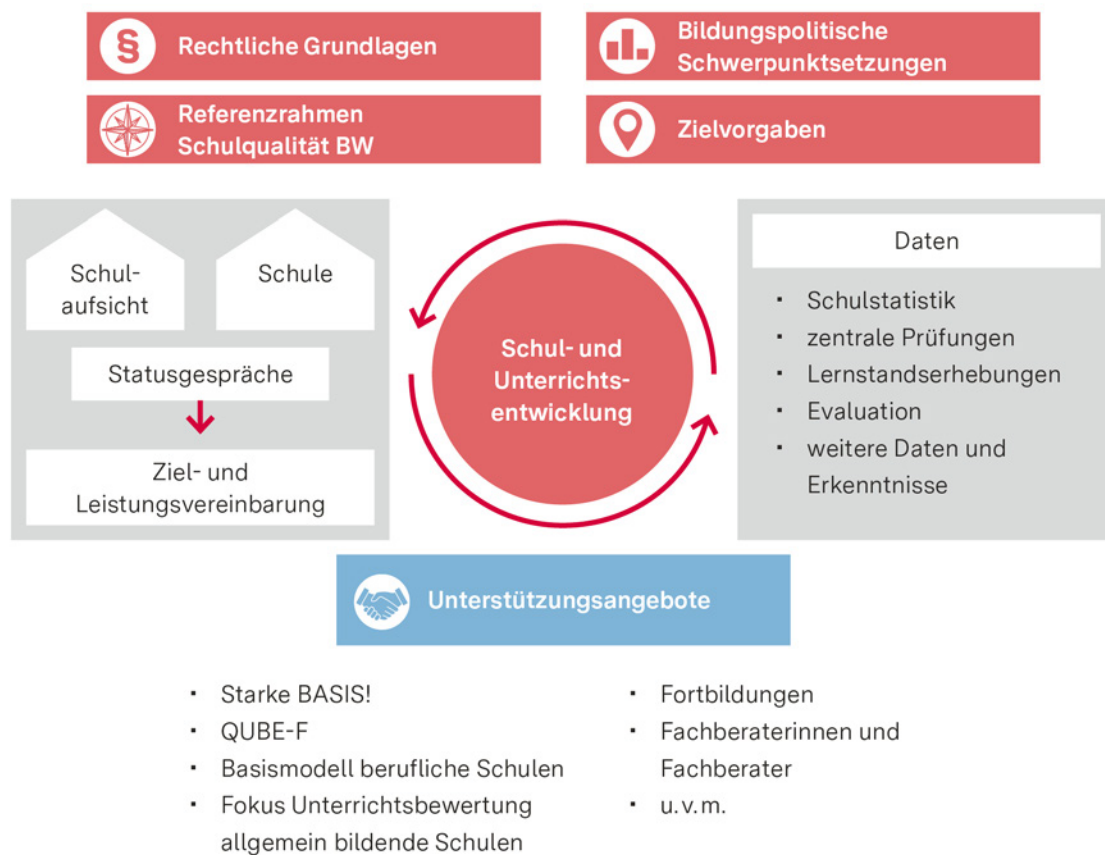 §
Rechtliche Grundlagen
Bildungspolitische
Schwerpunktsetzungen
Referenzrahmen
Schulqualität BW
Zielvorgaben
Schul-
aufsicht
Schule
Statusgespräche
Ziel- und
Leistungsvereinbarung
Schul- und
Unterrichts-
entwicklung
Daten
· Schulstatistik
· zentrale Prüfungen
· Lernstandserhebungen
· Evaluation
· weitere Daten und
Erkenntnisse
Unterstützungsangebote
· Starke BASIS!
· QUBE-F
· Basismodell berufliche Schulen
· Fokus Unterrichtsbewertung
allgemein bildende Schulen
· Fortbildungen
· Fachberaterinnen und
Fachberater
· u.v.m.